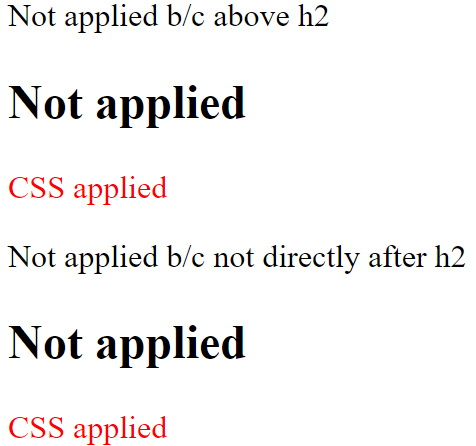 Not applied b/c above h2
Not applied
CSS applied
Not applied b/c not directly after h2
Not applied
CSS applied